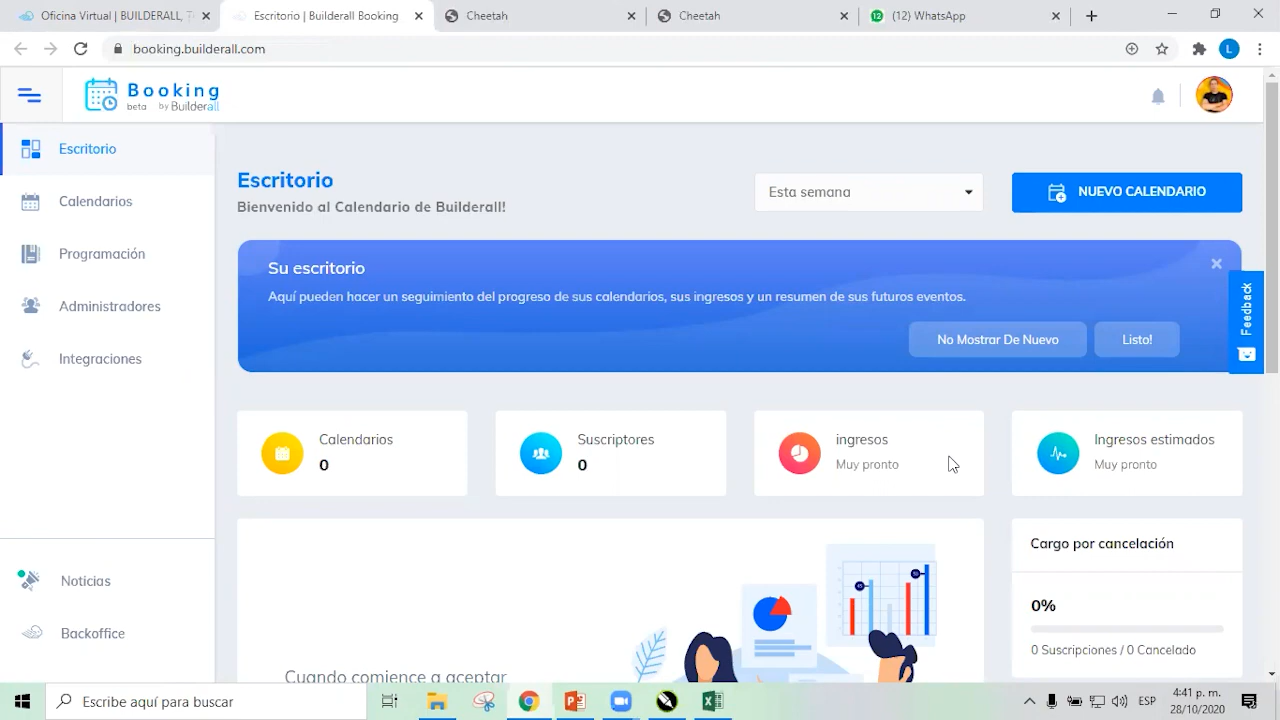 Oficina Virtual | BUILDERALL, 
Escritorio | Builderall Booking
Cheetah
Cheetah
(12) WhatsApp
booking.builderall.com
L
Booking
beta by Builderall
Escritorio
Calendarios
Programación
Administradores
Integraciones
Noticias
Backoffice
Escritorio
Bienvenido al Calendario de Builderall!
Esta semana
NUEVO CALENDARIO
Su escritorio
Aquí pueden hacer un seguimiento del progreso de sus calendarios, sus ingresos y un resumen de sus futuros eventos.
No Mostrar De Nuevo
Listo!
Feedback
Calendarios
0
Suscriptores
0
ingresos
Muy pronto
Ingresos estimados
Muy pronto
Cuando comience a aceptar
Cargo por cancelación
0%
0 Suscripciones / 0 Cancelado
Escribe aquí para buscar
ESP
4:41 p. m.
28/10/2020